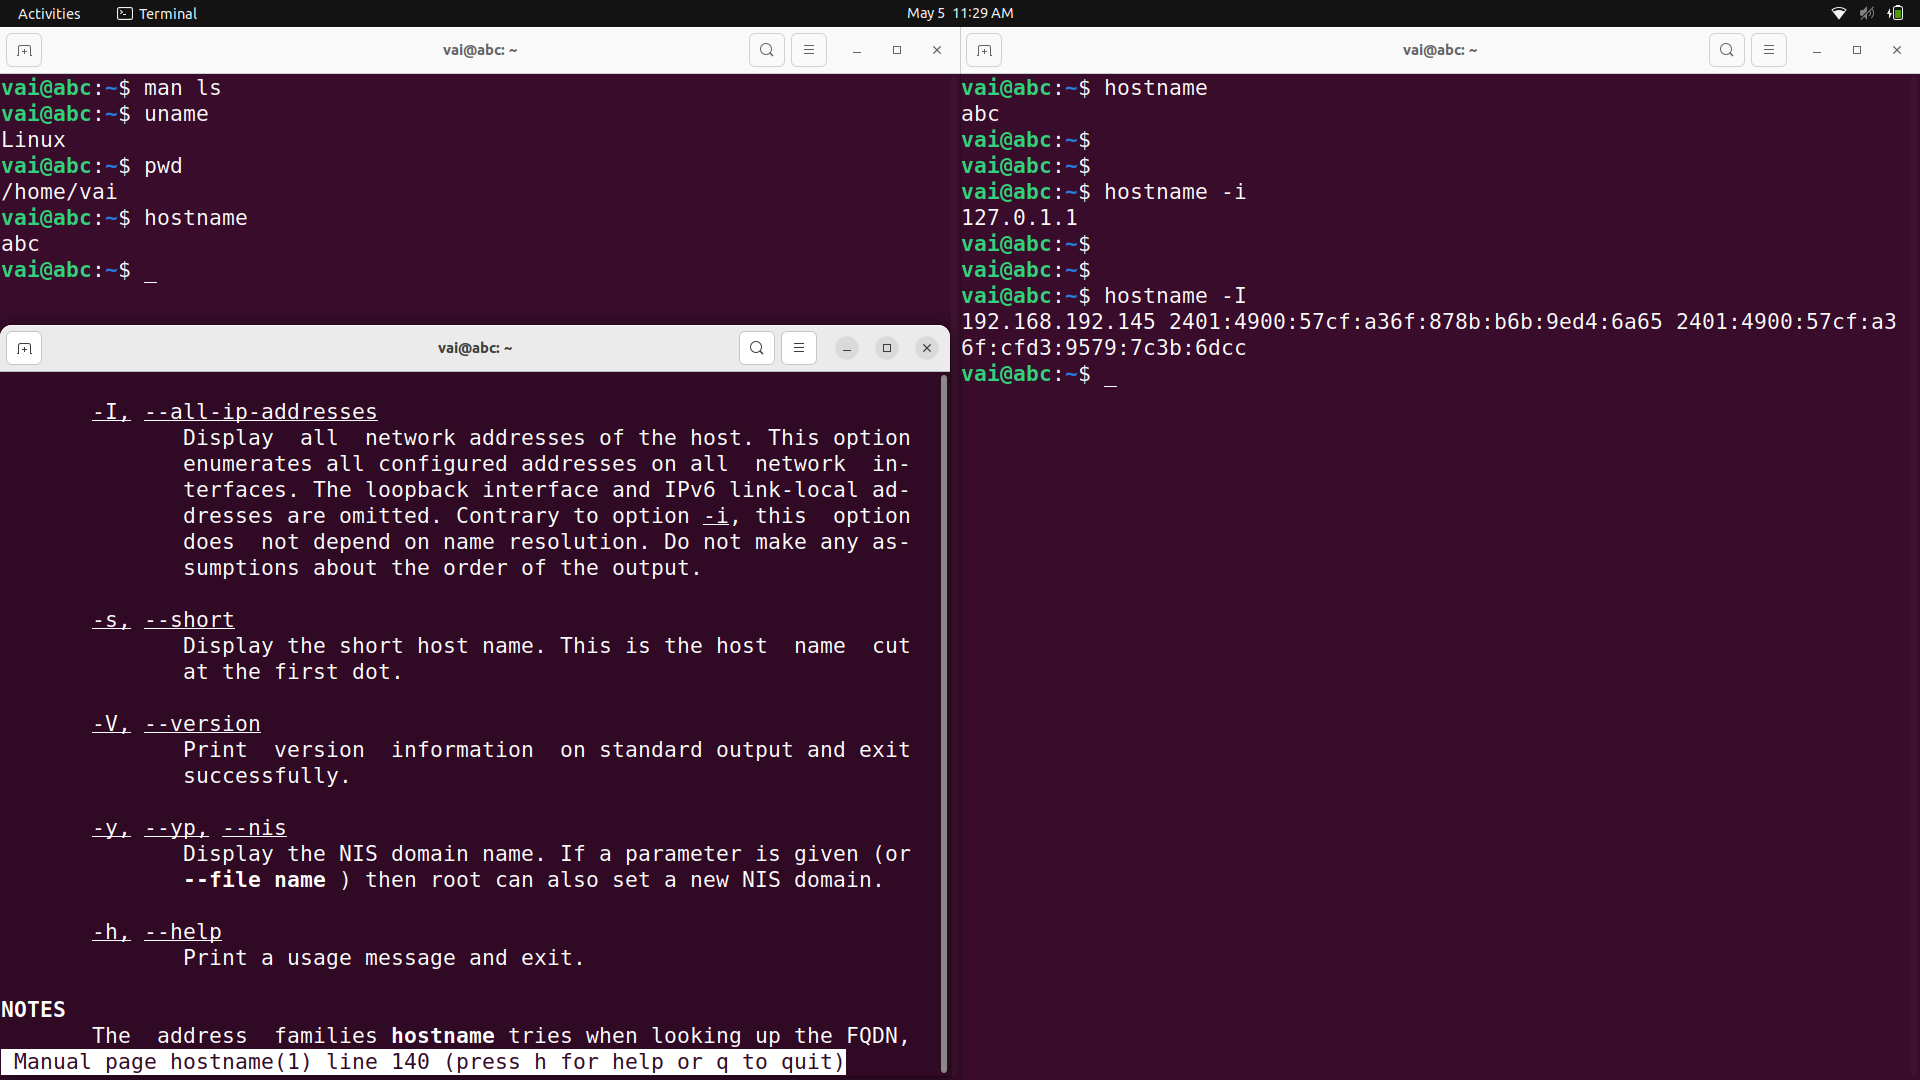 Activities Terminal May 5 11:29 AM
vai@abc: ~
vai@abc:~$ man ls
vai@abc:~$ uname
Linux
vai@abc:~$ pwd
/home/vai
vai@abc:~$ hostname
abc
vai@abc:~$ _
vai@abc: ~
-I, --all-ip-addresses
Display all network addresses of the host. This option
enumerates all configured addresses on all network in-
terfaces. The loopback interface and IPv6 link-local ad-
dresses are omitted. Contrary to option -i, this option
does not depend on name resolution. Do not make any as-
sumptions about the order of the output.
-s, --short
Display the short host name. This is the host name cut
at the first dot.
-V, --version
Print version information on standard output and exit
successfully.
-y, --yp, --nis
Display the NIS domain name. If a parameter is given (or
--file name ) then root can also set a new NIS domain.
-h, --help
Print a usage message and exit.
NOTES
The address families hostname tries when looking up the FQDN,
Manual page hostname(1) line 140 (press h for help or q to quit)
vai@abc: ~
vai@abc:~$ hostname
abc
vai@abc:~$
vai@abc:~$
vai@abc:~$ hostname -i
127.0.1.1
vai@abc:~$
vai@abc:~$
vai@abc:~$ hostname -I
192.168.192.145 2401:4900:57cf:a36f:878b:b6b:9ed4:6a65 2401:4900:57cf:a3
6f:cfd3:9579:7c3b:6dcc
vai@abc:~$ _